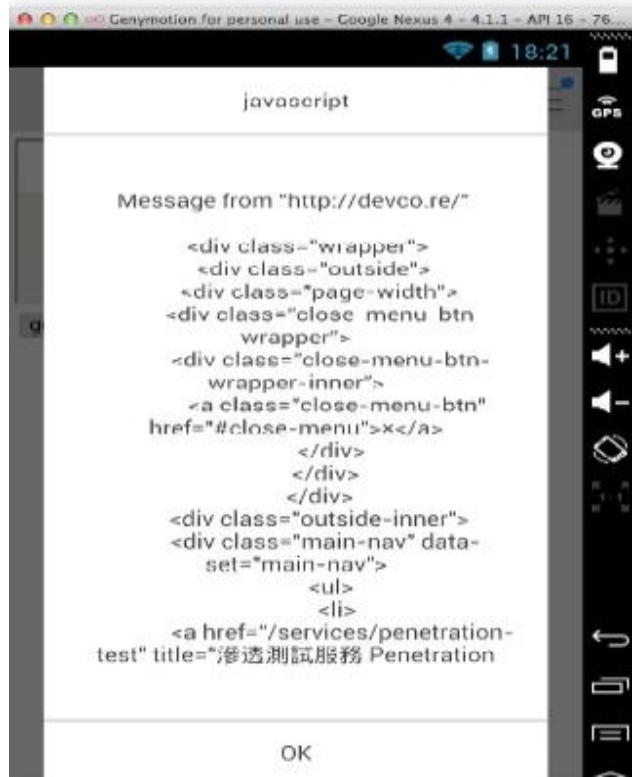 Genymotion for personal use - Google Nexus 4 - 4.1.1 - API 16 - 76...
18:21
GPS
javascript
Message from "http://devco.re/"
<div class="wrapper">
<div class="outside">
<div class="page-width">
<div class="close-menu-btn-
wrapper">
<div class="close-menu-btn-
wrapper-inner">
<a class="close-menu-btn"
href="#close-menu">×</a>
</div>
</div>
</div>
<div class="outside-inner">
<div class="main-nav" data-
set="main-nav">
<ul>
<li>
<a href="/services/penetration-
test" title="滲透測試服務 Penetration
ID
OK